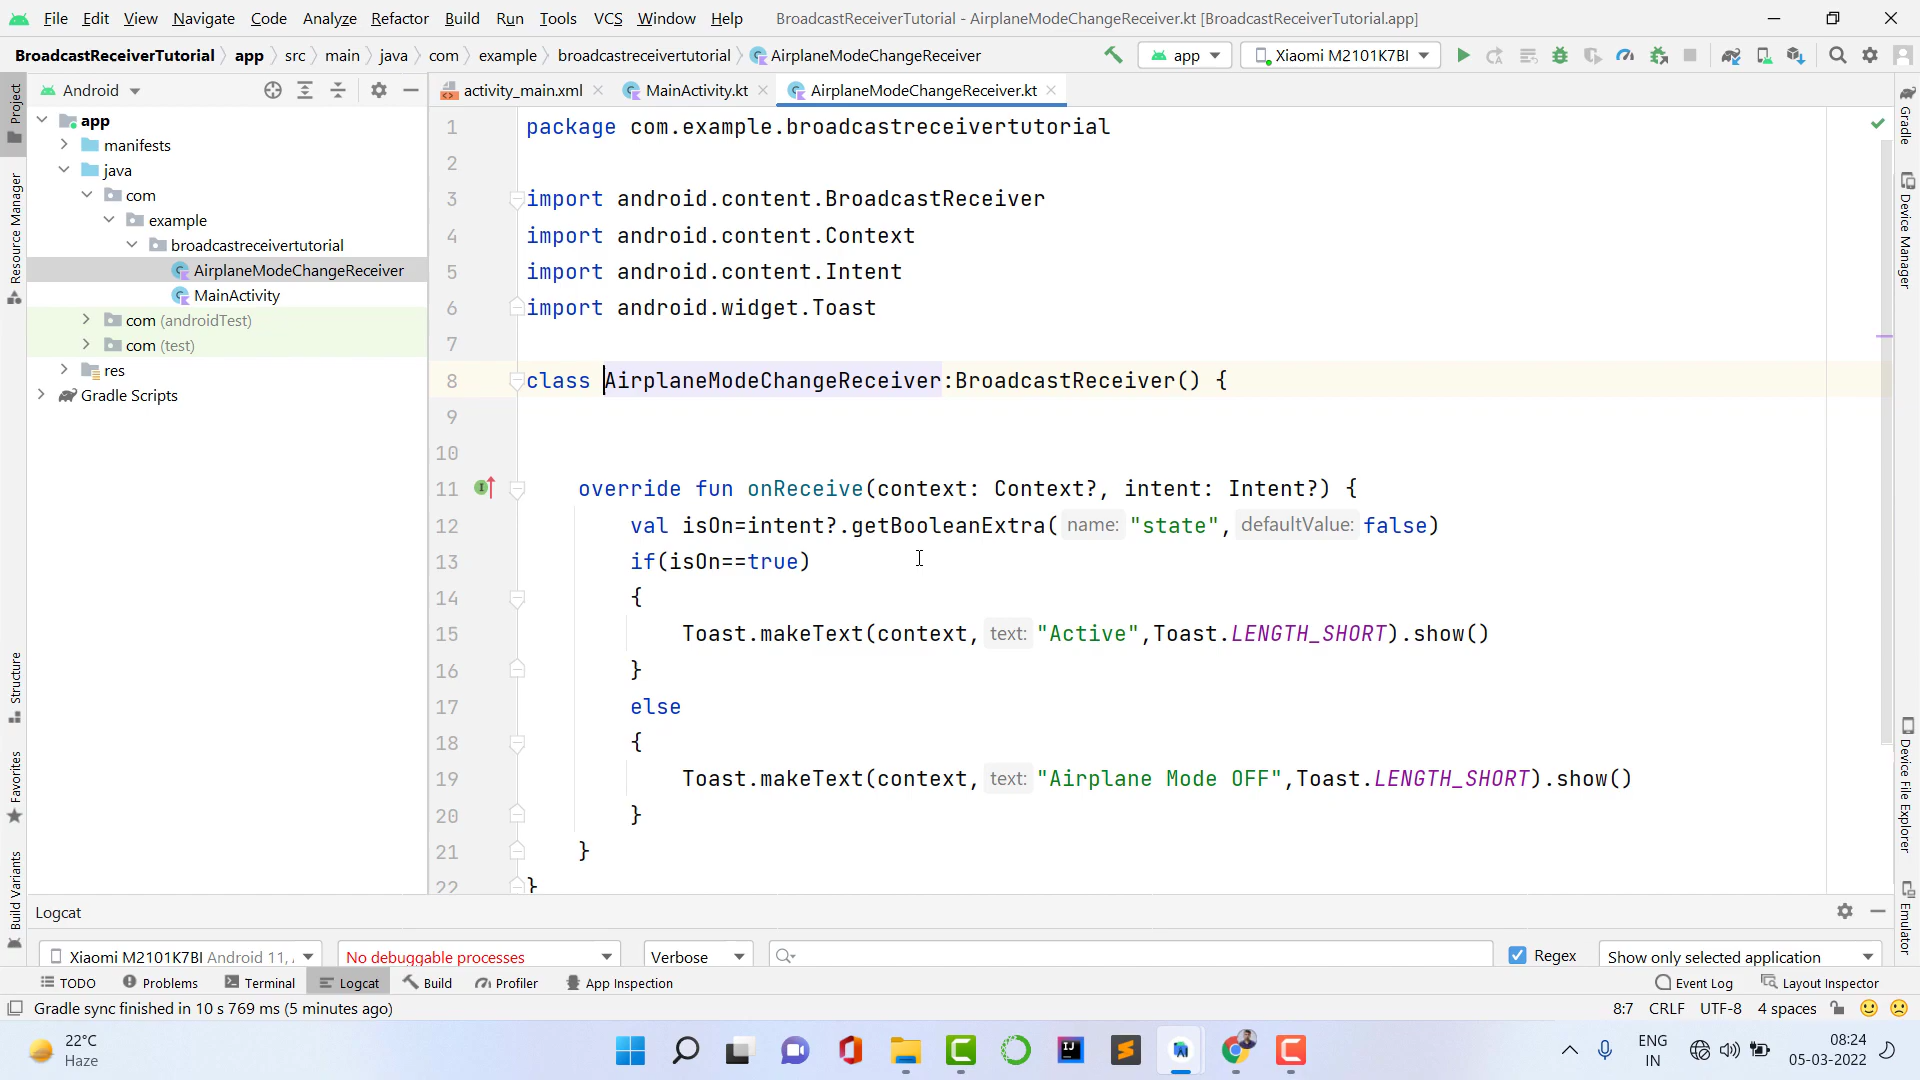 File Edit View Navigate Code Analyze Refactor Build Run Tools VCS Window Help BroadcastReceiverTutorial - AirplaneModeChangeReceiver.kt [BroadcastReceiverTutorial.app]
BroadcastReceiverTutorial app src main java com example broadcastreceivertutorial AirplaneModeChangeReceiver app Xiaomi M2101K7BI
Android activity_main.xml MainActivity.kt AirplaneModeChangeReceiver.kt
app
manifests
java
com
example
broadcastreceivertutorial
AirplaneModeChangeReceiver
MainActivity
com (androidTest)
com (test)
res
Gradle Scripts
1 package com.example.broadcastreceivertutorial
2
3 import android.content.BroadcastReceiver
4 import android.content.Context
5 import android.content.Intent
6 import android.widget.Toast
7
8 class AirplaneModeChangeReceiver:BroadcastReceiver() {
9
10
11 override fun onReceive(context: Context?, intent: Intent?) {
12 val isOn=intent?.getBooleanExtra( name: "state", defaultValue: false)
13 if(isOn==true)
14 {
15 Toast.makeText(context, text: "Active",Toast.LENGTH_SHORT).show()
16 }
17 else
18 {
19 Toast.makeText(context, text: "Airplane Mode OFF",Toast.LENGTH_SHORT).show()
20 }
21 }
22 }
Project
Resource Manager
Structure
Favorites
Build Variants
Gradle
Device Manager
Device File Explorer
Emulator
Logcat
Xiaomi M2101K7BI Android 11, No debuggable processes Verbose Regex Show only selected application
TODO Problems Terminal Logcat Build Profiler App Inspection Event Log Layout Inspector
Gradle sync finished in 10 s 769 ms (5 minutes ago) 8:7 CRLF UTF-8 4 spaces
22°C
Haze
ENG
IN
08:24
05-03-2022